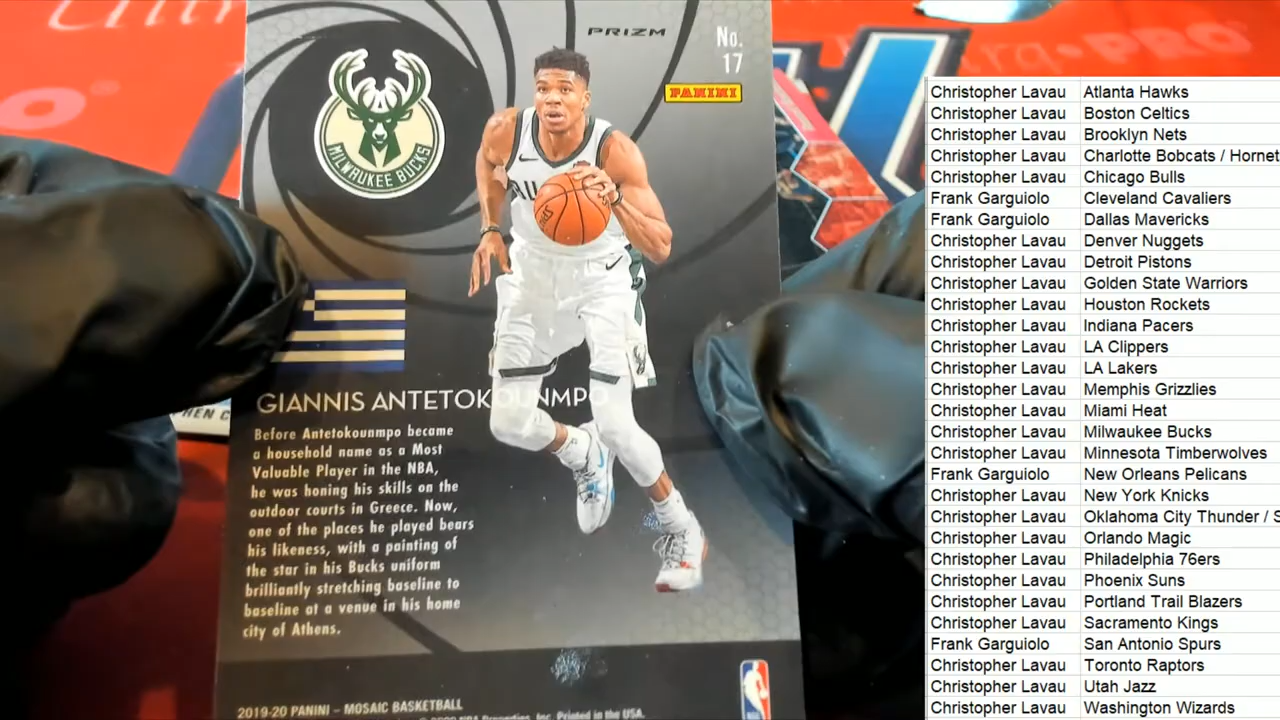 PRIZM
No.
17
PANINI
MILWAUKEE BUCKS
GIANNIS ANTETOKOUNMPO
Before Antetokounmpo became
a household name as a Most
Valuable Player in the NBA,
he was honing his skills on the
outdoor courts in Greece. Now,
one of the places he played bears
his likeness, with a painting of
the star in his Bucks uniform
brilliantly stretching baseline to
baseline at a venue in his home
city of Athens.
2019-20 PANINI – MOSAIC BASKETBALL
NBA Properties, Inc. Printed in the USA.
PRO
Christopher Lavau Atlanta Hawks
Christopher Lavau Boston Celtics
Christopher Lavau Brooklyn Nets
Christopher Lavau Charlotte Bobcats / Hornet
Christopher Lavau Chicago Bulls
Frank Garguiolo Cleveland Cavaliers
Frank Garguiolo Dallas Mavericks
Christopher Lavau Denver Nuggets
Christopher Lavau Detroit Pistons
Christopher Lavau Golden State Warriors
Christopher Lavau Houston Rockets
Christopher Lavau Indiana Pacers
Christopher Lavau LA Clippers
Christopher Lavau LA Lakers
Christopher Lavau Memphis Grizzlies
Christopher Lavau Miami Heat
Christopher Lavau Milwaukee Bucks
Christopher Lavau Minnesota Timberwolves
Frank Garguiolo New Orleans Pelicans
Christopher Lavau New York Knicks
Christopher Lavau Oklahoma City Thunder / S
Christopher Lavau Orlando Magic
Christopher Lavau Philadelphia 76ers
Christopher Lavau Phoenix Suns
Christopher Lavau Portland Trail Blazers
Christopher Lavau Sacramento Kings
Frank Garguiolo San Antonio Spurs
Christopher Lavau Toronto Raptors
Christopher Lavau Utah Jazz
Christopher Lavau Washington Wizards